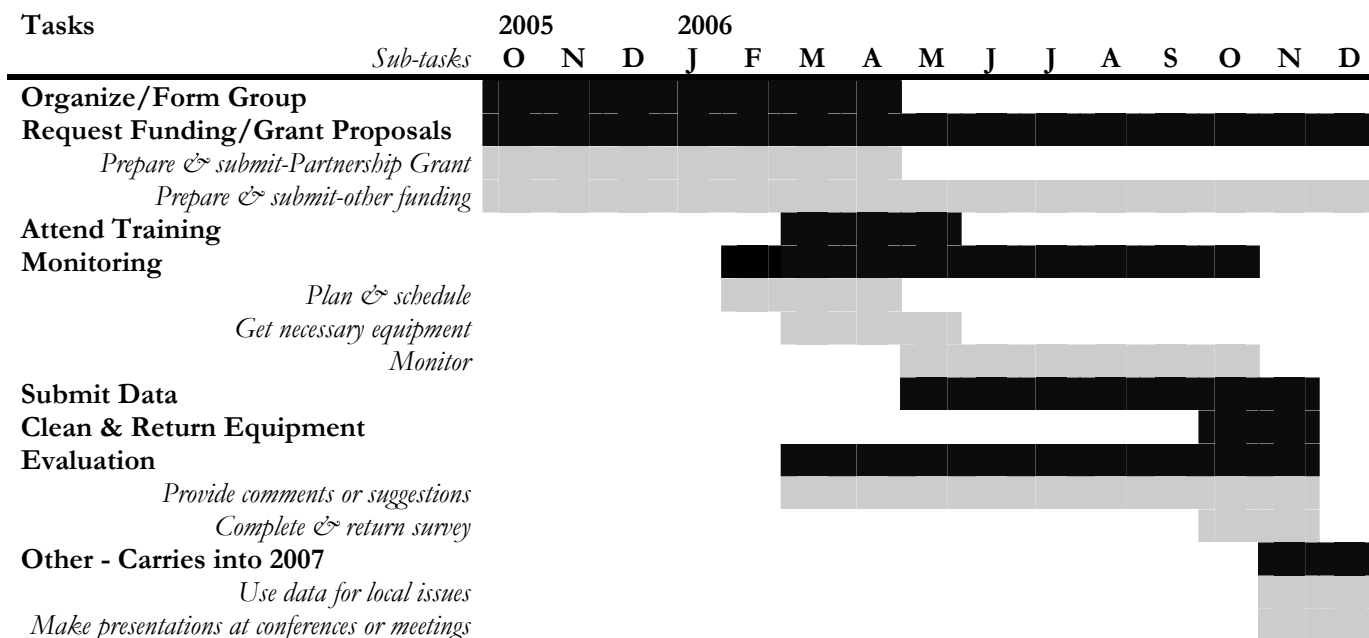 Tasks 2005 2006
Sub-tasks O N D J F M A M J J A S O N D
Organize/Form Group
Request Funding/Grant Proposals
Prepare & submit-Partnership Grant
Prepare & submit-other funding
Attend Training
Monitoring
Plan & schedule
Get necessary equipment
Monitor
Submit Data
Clean & Return Equipment
Evaluation
Provide comments or suggestions
Complete & return survey
Other - Carries into 2007
Use data for local issues
Make presentations at conferences or meetings